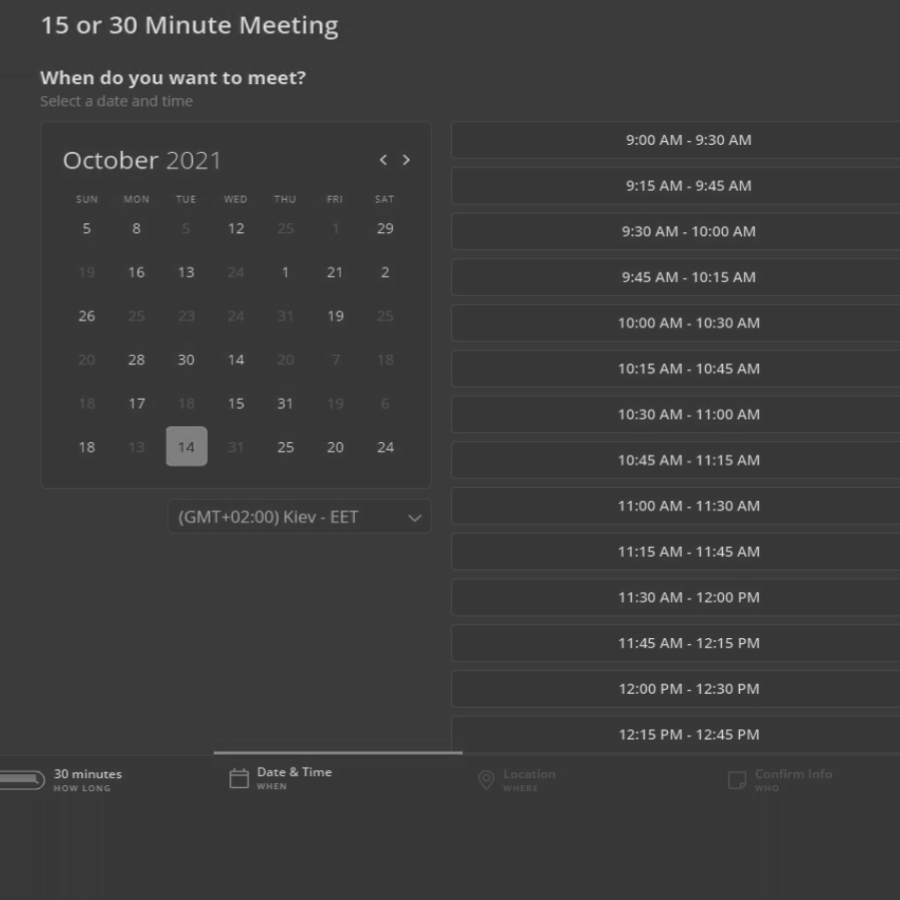 15 or 30 Minute Meeting
When do you want to meet?
Select a date and time
October 2021
< >
SUN MON TUE WED THU FRI SAT
5 8 5 12 25 1 29
19 16 13 24 1 21 2
26 25 23 24 31 19 25
20 28 30 14 20 7 18
18 17 18 15 31 19 6
18 13 14 31 25 20 24
(GMT+02:00) Kiev - EET
9:00 AM - 9:30 AM
9:15 AM - 9:45 AM
9:30 AM - 10:00 AM
9:45 AM - 10:15 AM
10:00 AM - 10:30 AM
10:15 AM - 10:45 AM
10:30 AM - 11:00 AM
10:45 AM - 11:15 AM
11:00 AM - 11:30 AM
11:15 AM - 11:45 AM
11:30 AM - 12:00 PM
11:45 AM - 12:15 PM
12:00 PM - 12:30 PM
12:15 PM - 12:45 PM
30 minutes
HOW LONG
Date & Time
WHEN
Location
WHERE
Confirm Info
WHO